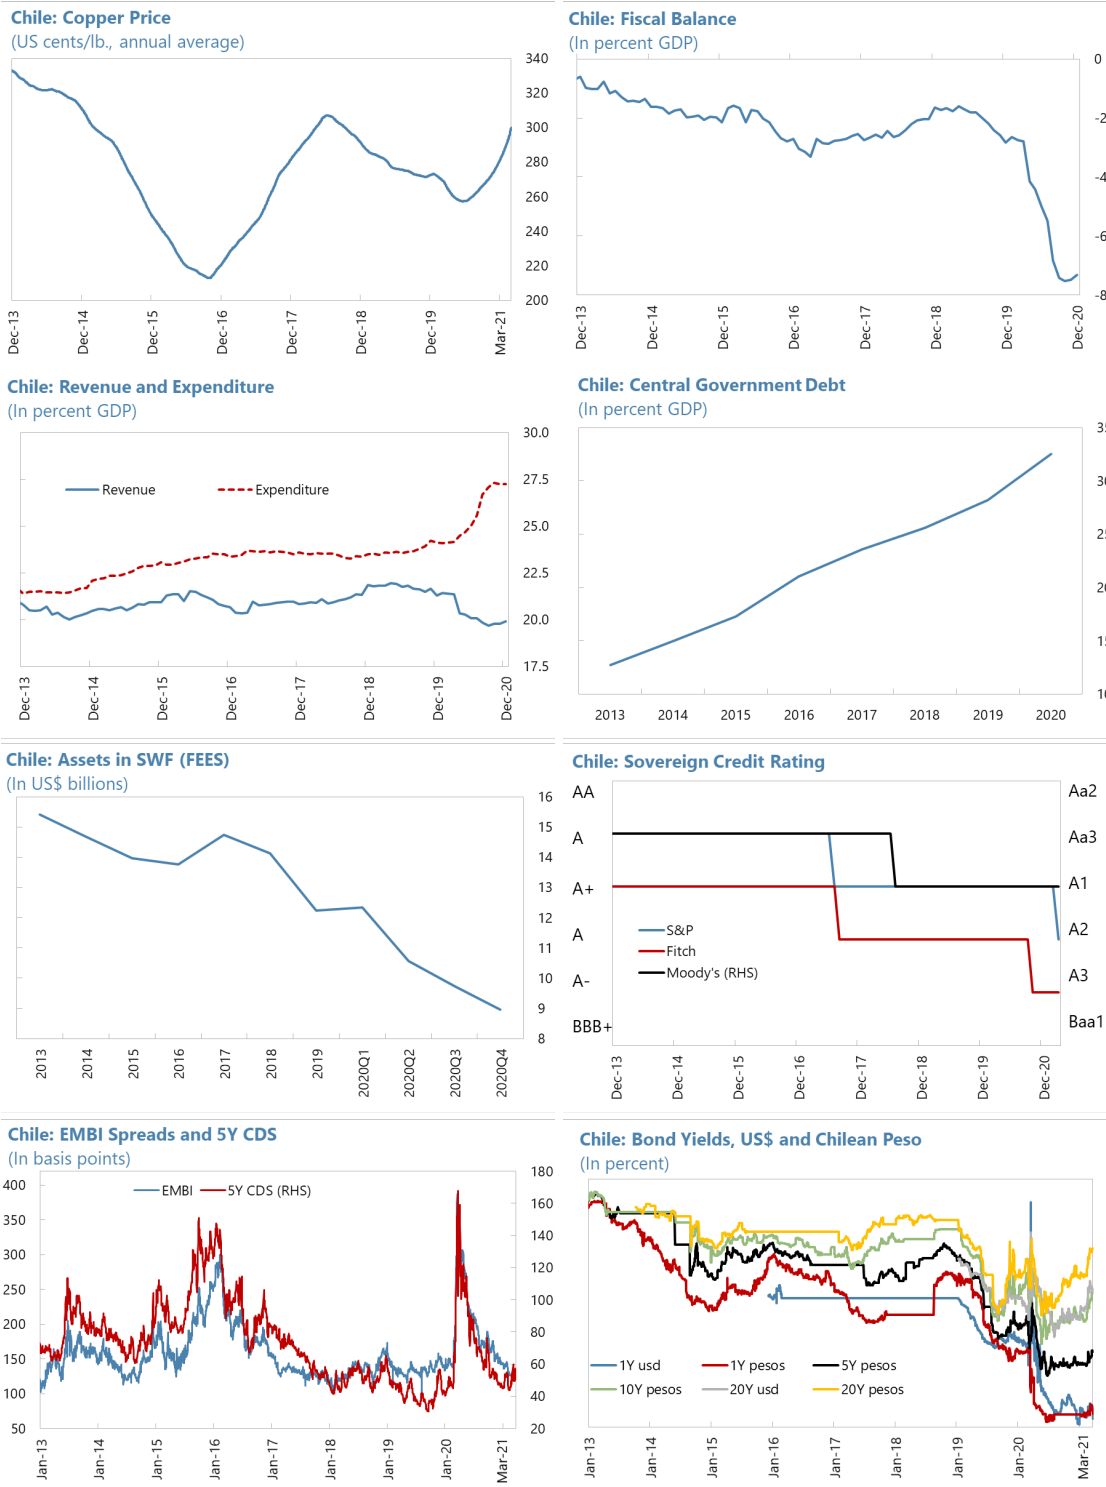 Chile: Copper Price
(US cents/lb., annual average)
340
320
300
280
260
240
220
200
Dec-13
Dec-14
Dec-15
Dec-16
Dec-17
Dec-18
Dec-19
Mar-21
Chile: Fiscal Balance
(In percent GDP)
0
-2
-4
-6
-8
Dec-13
Dec-14
Dec-15
Dec-16
Dec-17
Dec-18
Dec-19
Dec-20
Chile: Revenue and Expenditure
(In percent GDP)
30.0
27.5
25.0
22.5
20.0
17.5
Revenue
Expenditure
Dec-13
Dec-14
Dec-15
Dec-16
Dec-17
Dec-18
Dec-19
Dec-20
Chile: Central Government Debt
(In percent GDP)
2013 2014 2015 2016 2017 2018 2019 2020
Chile: Assets in SWF (FEES)
(In US$ billions)
16
15
14
13
12
11
10
9
8
2013
2014
2015
2016
2017
2018
2019
2020Q1
2020Q2
2020Q3
2020Q4
Chile: Sovereign Credit Rating
AA
A
A+
A
A-
BBB+
Aa2
Aa3
A1
A2
A3
Baa1
S&P
Fitch
Moody's (RHS)
Dec-13
Dec-14
Dec-15
Dec-16
Dec-17
Dec-18
Dec-19
Dec-20
Chile: EMBI Spreads and 5Y CDS
(In basis points)
400
350
300
250
200
150
100
50
180
160
140
120
100
80
60
40
20
EMBI
5Y CDS (RHS)
Jan-13
Jan-14
Jan-15
Jan-16
Jan-17
Jan-18
Jan-19
Jan-20
Mar-21
Chile: Bond Yields, US$ and Chilean Peso
(In percent)
1Y usd
1Y pesos
5Y pesos
10Y pesos
20Y usd
20Y pesos
Jan-13
Jan-14
Jan-15
Jan-16
Jan-17
Jan-18
Jan-19
Jan-20
Mar-21